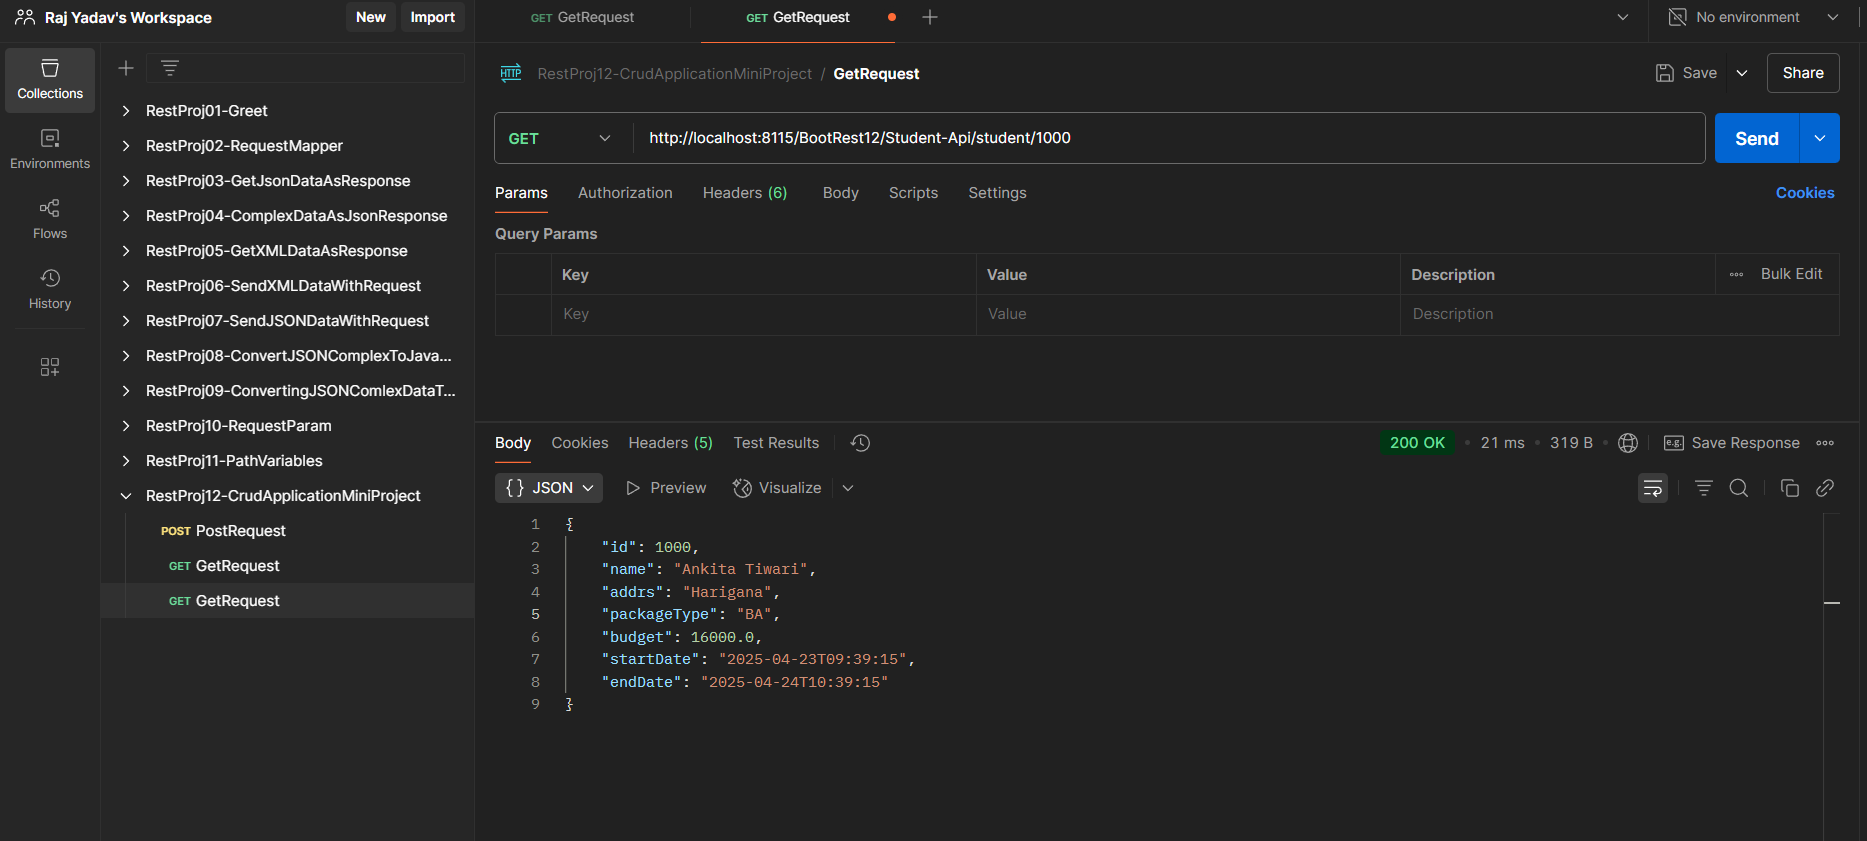 Raj Yadav's Workspace
New
Import
GET GetRequest
GET GetRequest
No environment
Collections
Environments
Flows
History
RestProj01-Greet
RestProj02-RequestMapper
RestProj03-GetJsonDataAsResponse
RestProj04-ComplexDataAsJsonResponse
RestProj05-GetXMLDataAsResponse
RestProj06-SendXMLDataWithRequest
RestProj07-SendJSONDataWithRequest
RestProj08-ConvertJSONComplexToJava...
RestProj09-ConvertingJSONComlexDataT...
RestProj10-RequestParam
RestProj11-PathVariables
RestProj12-CrudApplicationMiniProject
POST PostRequest
GET GetRequest
GET GetRequest
HTTP RestProj12-CrudApplicationMiniProject / GetRequest
Save
Share
GET http://localhost:8115/BootRest12/Student-Api/student/1000
Send
Params Authorization Headers (6) Body Scripts Settings
Cookies
Query Params
Key Value Description Bulk Edit
Key Value Description
Body Cookies Headers (5) Test Results
200 OK • 21 ms • 319 B • e.g. Save Response
{} JSON Preview Visualize
1 {
2 "id": 1000,
3 "name": "Ankita Tiwari",
4 "addrs": "Harigana",
5 "packageType": "BA",
6 "budget": 16000.0,
7 "startDate": "2025-04-23T09:39:15",
8 "endDate": "2025-04-24T10:39:15"
9 }